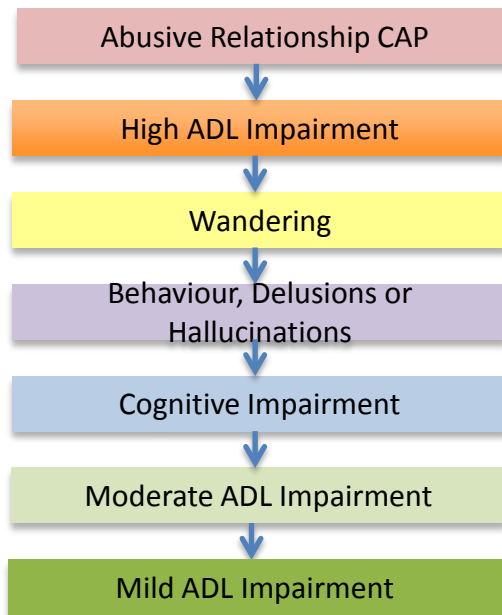 Abusive Relationship CAP
High ADL Impairment
Wandering
Behaviour, Delusions or
Hallucinations
Cognitive Impairment
Moderate ADL Impairment
Mild ADL Impairment